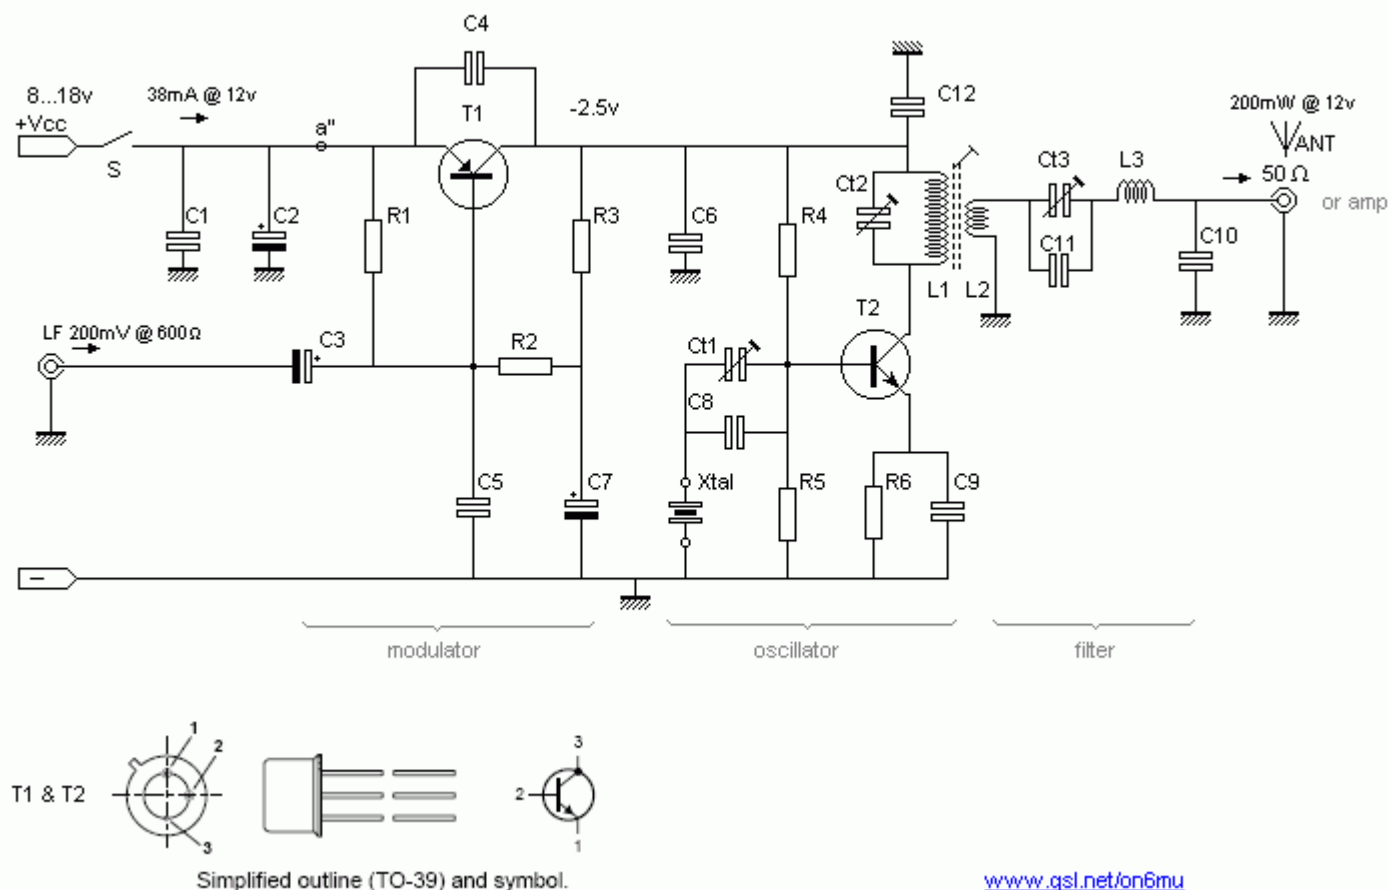 C4
8...18v
38mA @ 12v
T1
-2.5v
C12
200mW @ 12v
+Vcc
a"
ANT
S
Ct3
L3
50 Ω
Ct2
or amp
C1
C2
R1
R3
C6
R4
C11
C10
L1
L2
T2
LF 200mV @ 600Ω
C3
R2
Ct1
C8
C5
C7
Xtal
R5
R6
C9
+
+
+
+
−
modulator
oscillator
filter
1
2
3
T1 & T2
3
2
1
Simplified outline (TO-39) and symbol.
www.qsl.net/on6mu